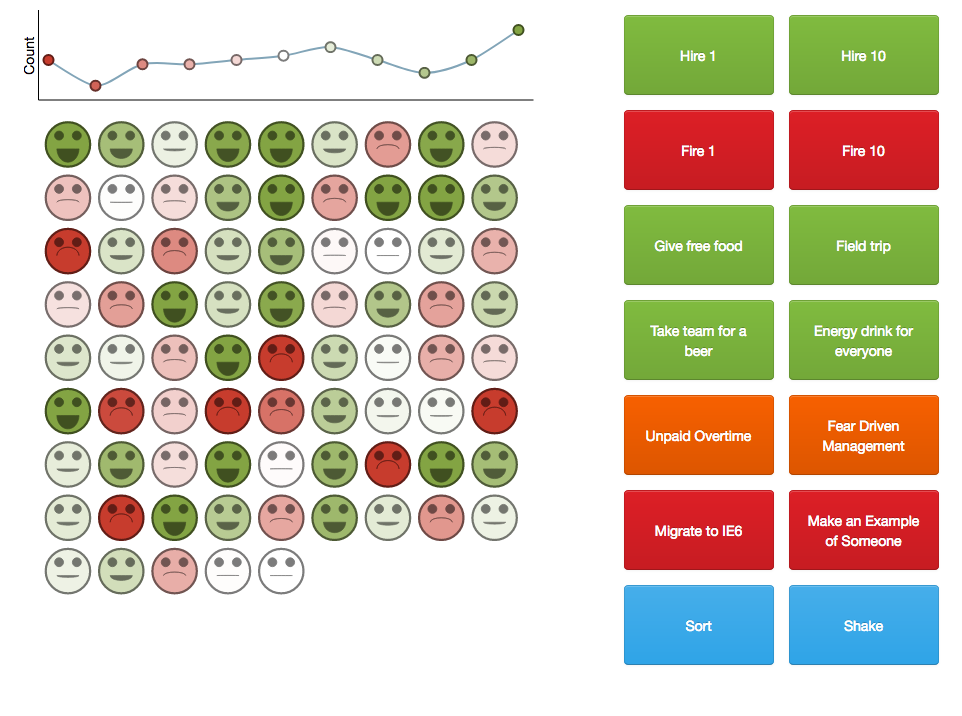 Count
Hire 1
Hire 10
Fire 1
Fire 10
Give free food
Field trip
Take team for a
beer
Energy drink for
everyone
Unpaid Overtime
Fear Driven
Management
Migrate to IE6
Make an Example
of Someone
Sort
Shake